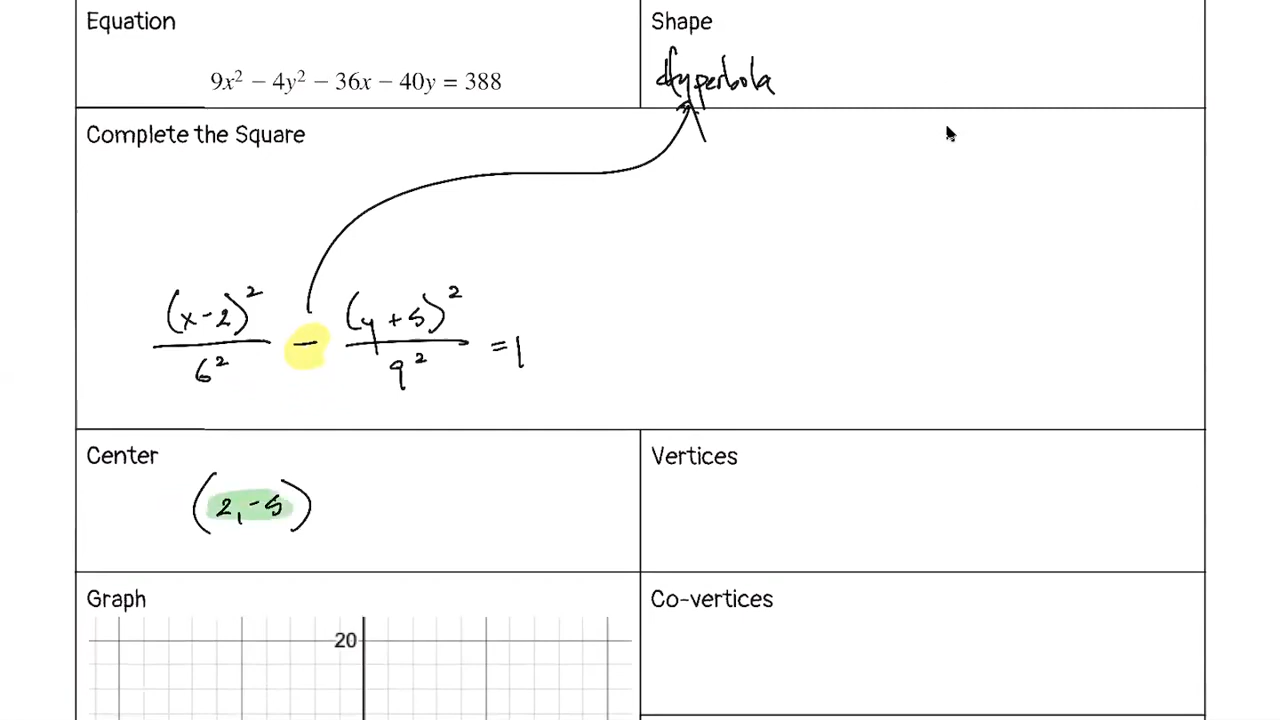 Equation
9x² − 4y² − 36x − 40y = 388
Shape
Hyperbola
Complete the Square
(x-2)² / 6² − (y+5)² / 9² = 1
Center
(2, -5)
Vertices
Graph
20
Co-vertices